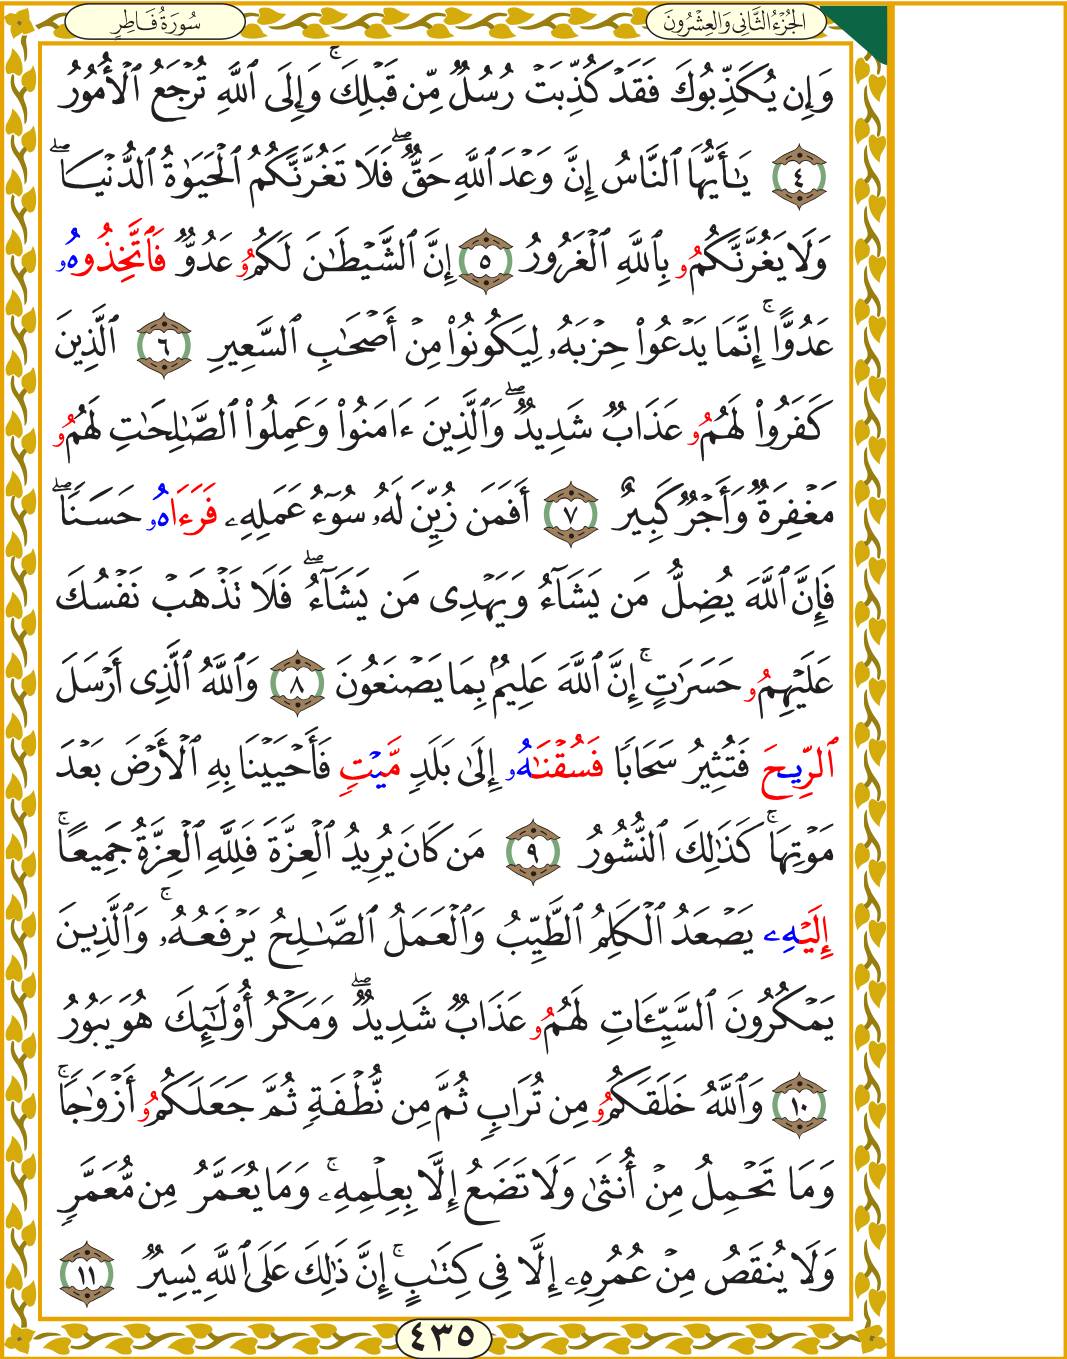 سُورَةُ فَاطِرٍ
الجُزْءُ الثَّانِي وَالعِشْرُونَ
وَإِن يُكَذِّبُوكَ فَقَدۡ كُذِّبَتۡ رُسُلٞ مِّن قَبۡلِكَۚ وَإِلَى ٱللَّهِ تُرۡجَعُ ٱلۡأُمُورُ
٤ يَٰٓأَيُّهَا ٱلنَّاسُ إِنَّ وَعۡدَ ٱللَّهِ حَقّٞۖ فَلَا تَغُرَّنَّكُمُ ٱلۡحَيَوٰةُ ٱلدُّنۡيَاۖ
وَلَا يَغُرَّنَّكُمُۥ بِٱللَّهِ ٱلۡغَرُورُ ٥ إِنَّ ٱلشَّيۡطَٰنَ لَكُمُۥ عَدُوّٞ فَٱتَّخِذُوهُۥ
عَدُوًّاۚ إِنَّمَا يَدۡعُواْ حِزۡبَهُۥ لِيَكُونُواْ مِنۡ أَصۡحَٰبِ ٱلسَّعِيرِ ٦ ٱلَّذِينَ
كَفَرُواْ لَهُمُۥ عَذَابٞ شَدِيدٞۖ وَٱلَّذِينَ ءَامَنُواْ وَعَمِلُواْ ٱلصَّٰلِحَٰتِ لَهُمُۥ
مَغۡفِرَةٞ وَأَجۡرٞ كَبِيرٌ ٧ أَفَمَن زُيِّنَ لَهُۥ سُوٓءُ عَمَلِهِۦ فَرَءَاهُۥ حَسَنٗاۖ
فَإِنَّ ٱللَّهَ يُضِلُّ مَن يَشَآءُ وَيَهۡدِي مَن يَشَآءُۖ فَلَا تَذۡهَبۡ نَفۡسُكَ
عَلَيۡهِمُۥ حَسَرَٰتٍۚ إِنَّ ٱللَّهَ عَلِيمُۢ بِمَا يَصۡنَعُونَ ٨ وَٱللَّهُ ٱلَّذِي أَرۡسَلَ
ٱلرِّيحَ فَتُثِيرُ سَحَابٗا فَسُقۡنَٰهُۥ إِلَىٰ بَلَدٖ مَّيۡتٖ فَأَحۡيَيۡنَا بِهِ ٱلۡأَرۡضَ بَعۡدَ
مَوۡتِهَاۚ كَذَٰلِكَ ٱلنُّشُورُ ٩ مَن كَانَ يُرِيدُ ٱلۡعِزَّةَ فَلِلَّهِ ٱلۡعِزَّةُ جَمِيعًاۚ
إِلَيۡهِۦ يَصۡعَدُ ٱلۡكَلِمُ ٱلطَّيِّبُ وَٱلۡعَمَلُ ٱلصَّٰلِحُ يَرۡفَعُهُۥۚ وَٱلَّذِينَ
يَمۡكُرُونَ ٱلسَّيِّـَٔاتِ لَهُمُۥ عَذَابٞ شَدِيدٞۖ وَمَكۡرُ أُوْلَٰٓئِكَ هُوَ يَبُورُ
١٠ وَٱللَّهُ خَلَقَكُمُۥ مِن تُرَابٖ ثُمَّ مِن نُّطۡفَةٖ ثُمَّ جَعَلَكُمُۥ أَزۡوَٰجٗاۚ
وَمَا تَحۡمِلُ مِنۡ أُنثَىٰ وَلَا تَضَعُ إِلَّا بِعِلۡمِهِۦۚ وَمَا يُعَمَّرُ مِن مُّعَمَّرٖ
وَلَا يُنقَصُ مِنۡ عُمُرِهِۦٓ إِلَّا فِي كِتَٰبٍۚ إِنَّ ذَٰلِكَ عَلَى ٱللَّهِ يَسِيرٞ ١١
٤٣٥